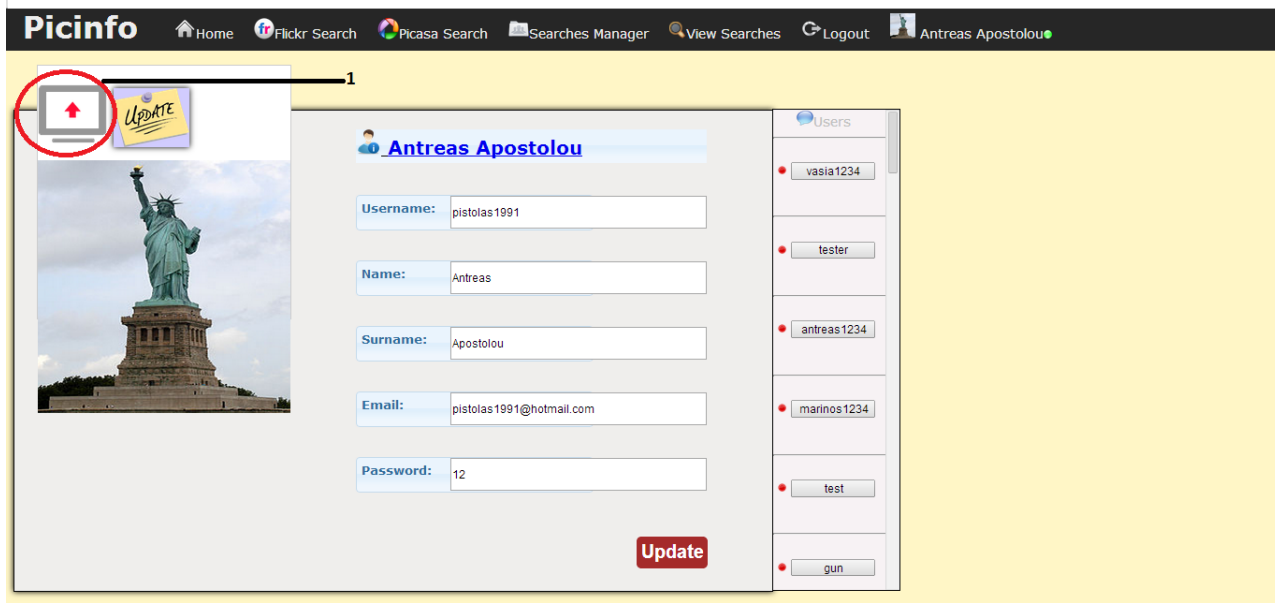 Picinfo Home Flickr Search Picasa Search Searches Manager View Searches Logout Antreas Apostolou
1
UPDATE
Antreas Apostolou
Username: pistolas1991
Name: Antreas
Surname: Apostolou
Email: pistolas1991@hotmail.com
Password: 12
Update
Users
vasia1234
tester
antreas1234
marinos1234
test
gun